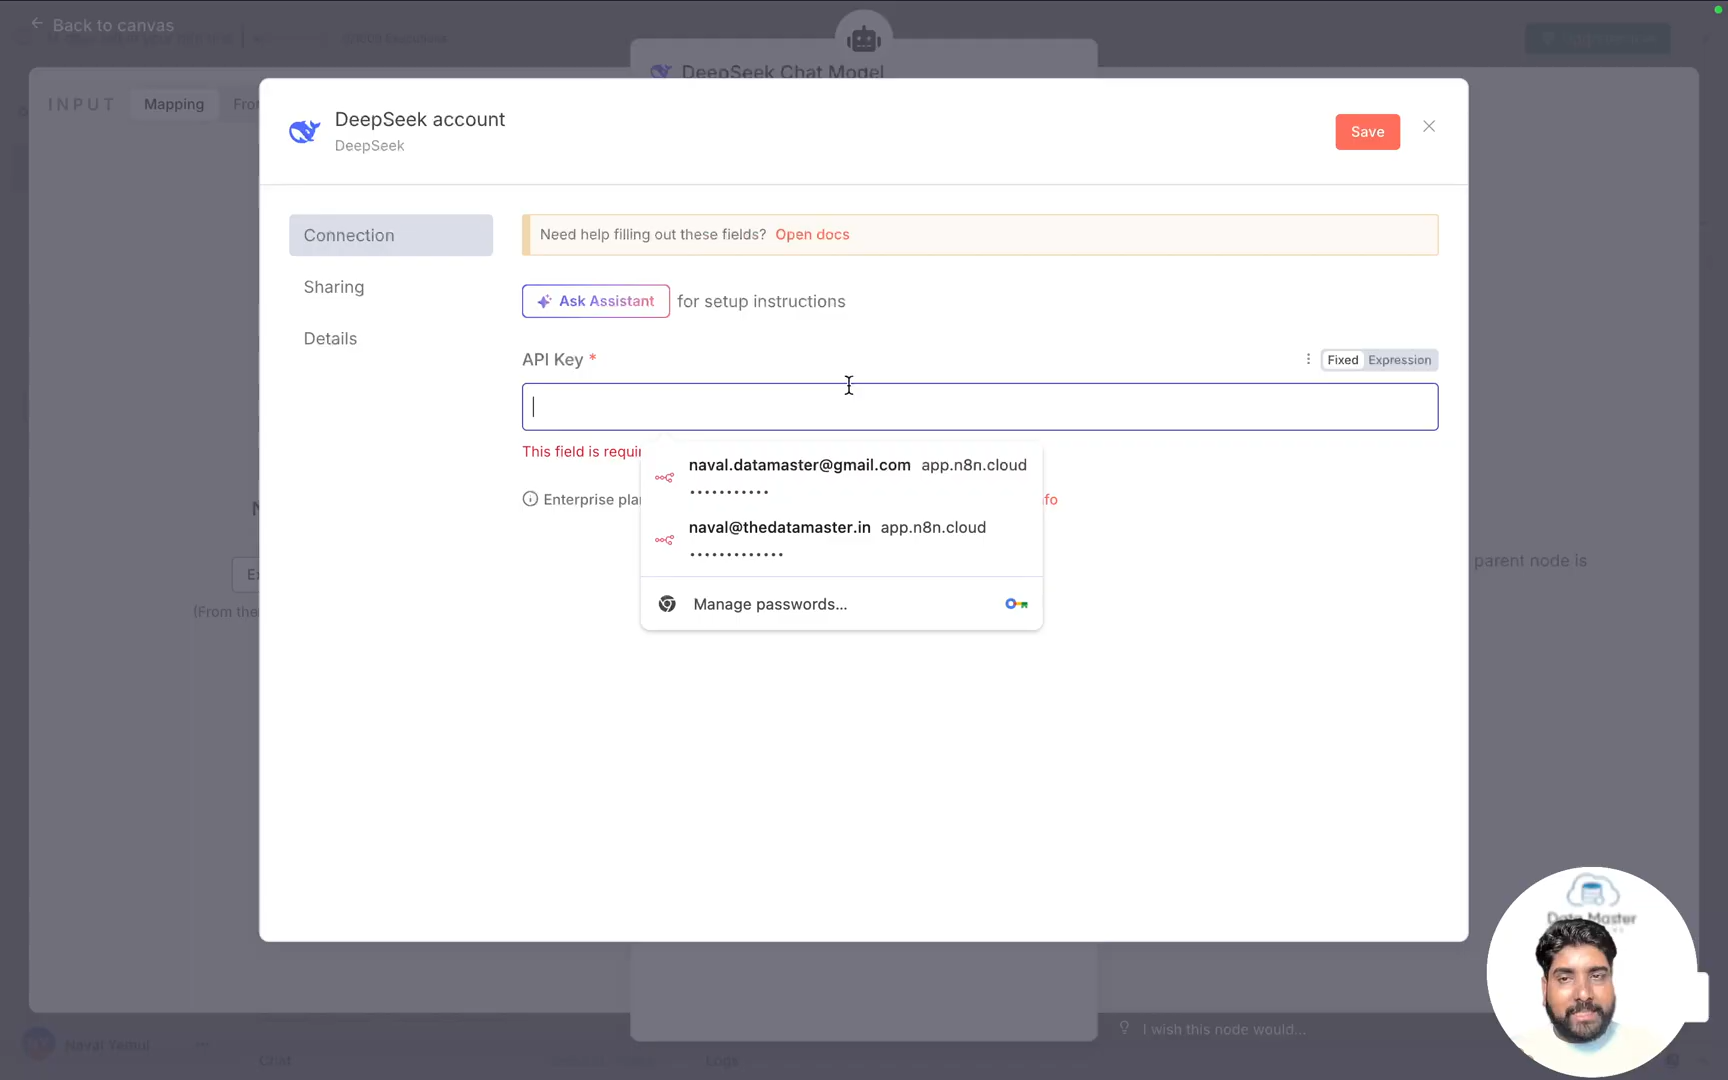 Back to canvas
DeepSeek Chat Model
INPUT
Mapping
DeepSeek account
DeepSeek
Save
Connection
Sharing
Details
Need help filling out these fields? Open docs
Ask Assistant for setup instructions
API Key *
Fixed Expression
This field is requi
naval.datamaster@gmail.com app.n8n.cloud
•••••••••••
Enterprise pla
fo
naval@thedatamaster.in app.n8n.cloud
•••••••••••••
parent node is
(From the
Manage passwords...
Data Master
I wish this node would...
Naval Yemul
Chat
Logs